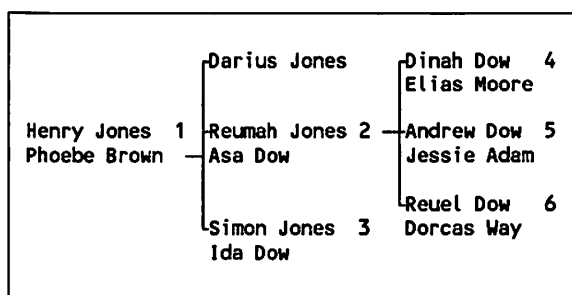 Darius Jones
Dinah Dow 4
Elias Moore
Henry Jones 1
Phoebe Brown
Reumah Jones 2
Asa Dow
Andrew Dow 5
Jessie Adam
Simon Jones 3
Ida Dow
Reuel Dow 6
Dorcas Way